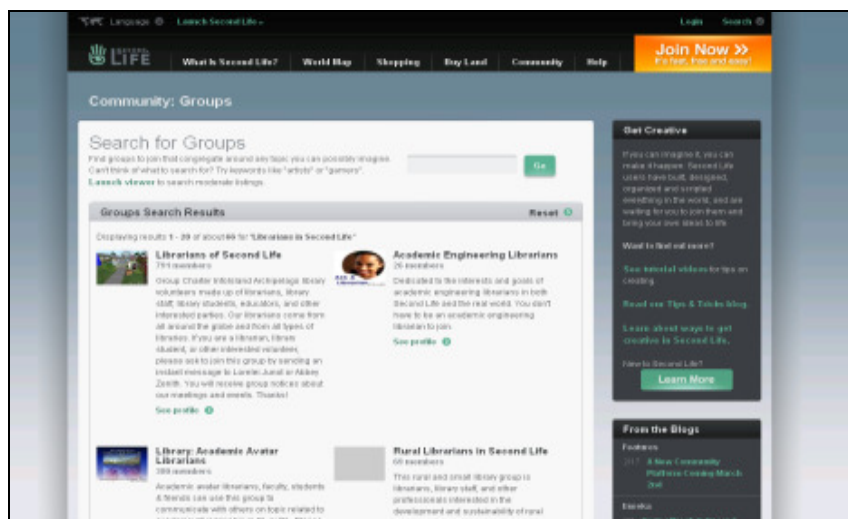 Language
Launch Second Life
Login
Search
SECOND
LIFE
What Is Second Life?
World Map
Shopping
Buy Land
Community
Help
Join Now
It's fast, free and easy!
Community: Groups
Search for Groups
Find groups to join that congregate around any topic you can possibly imagine.
Can't think of what to search for? Try keywords like "artists" or "gamers".
Launch viewer to search moderate listings.
Go
Groups Search Results
Reset
Displaying results 1 - 20 of about for "Librarians in Second Life"
Librarians of Second Life
members
Group Charter InfoIsland Archipelago library
volunteers made up of librarians, library
staff, library students, educators, and other
interested parties. Our librarians come from
all around the globe and from all types of
libraries. If you are a librarian, library
student, or other interested volunteer,
please ask to join this group by sending an
instant message to Lorelei Junot or Abbey
Zenith. You will receive group notices about
our meetings and events. Thanks!
See profile
Academic Engineering Librarians
26 members
Dedicated to the interests and goals of
academic engineering librarians in both
Second Life and the real world. You don't
have to be an academic engineering
librarian to join.
See profile
Library: Academic Avatar
Librarians
members
Academic avatar librarians, faculty, students
& friends can use this group to
communicate with others on topic related to
Rural Librarians in Second Life
members
This rural and small library group is
librarians, library staff, and other
professionals interested in the
development and sustainability of rural
Get Creative
If you can imagine it, you can
make it happen. Second Life
users have built, designed,
organized and scripted
everything in the world, and are
waiting for you to join them and
bring your own ideas to life.
Want to find out more?
See tutorial videos for tips on
creating.
Read our Tips & Tricks blog.
Learn about ways to get
creative in Second Life.
New to Second Life?
Learn More
From the Blogs
Features
A New Community
Platform Coming March
2nd